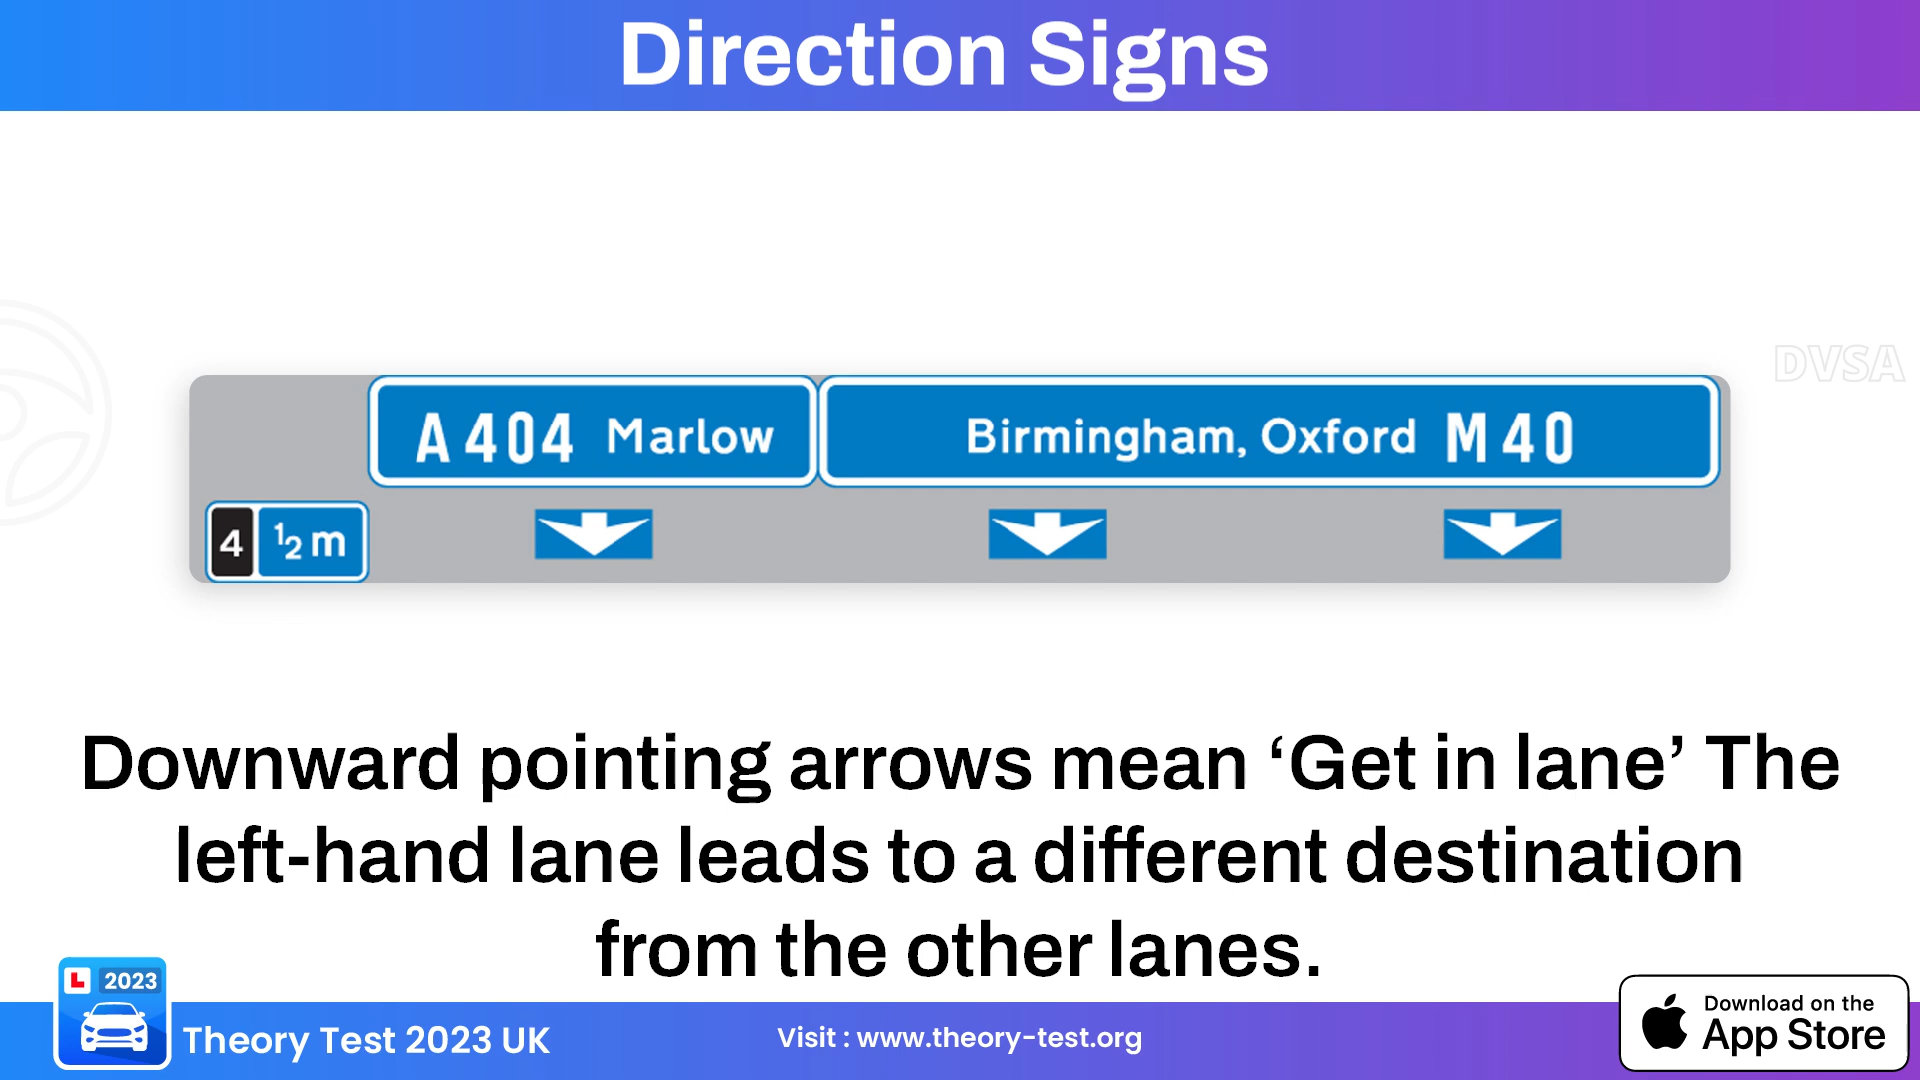 Direction Signs
DVSA
A404 Marlow
Birmingham, Oxford M40
4 ½ m
Downward pointing arrows mean ‘Get in lane’ The
left-hand lane leads to a different destination
from the other lanes.
L 2023
Theory Test 2023 UK
Visit : www.theory-test.org
Download on the
App Store